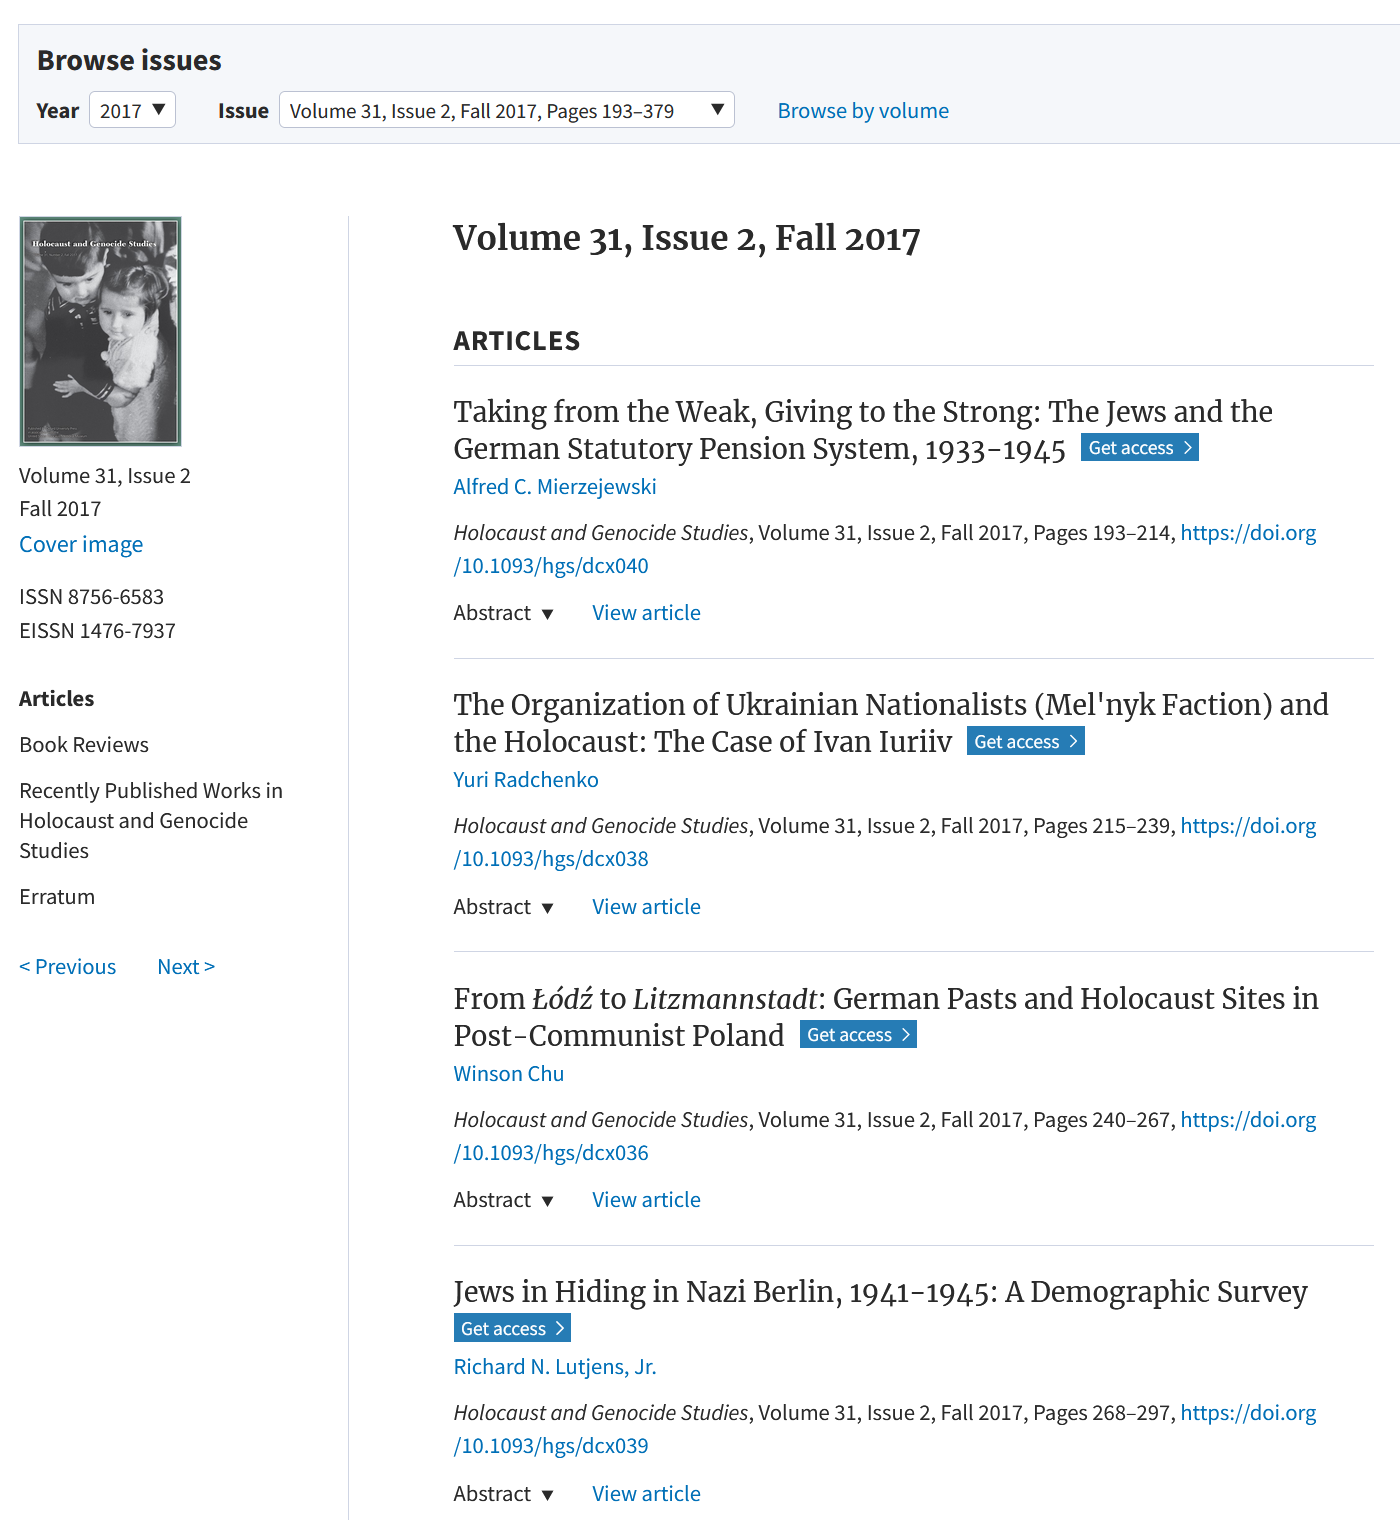 Browse issues
Year 2017 ▼ Issue Volume 31, Issue 2, Fall 2017, Pages 193–379 ▼ Browse by volume
Holocaust and Genocide Studies
Volume 31, Issue 2
Fall 2017
Cover image
ISSN 8756-6583
EISSN 1476-7937
Articles
Book Reviews
Recently Published Works in
Holocaust and Genocide
Studies
Erratum
< Previous Next >
Volume 31, Issue 2, Fall 2017
ARTICLES
Taking from the Weak, Giving to the Strong: The Jews and the
German Statutory Pension System, 1933-1945 Get access >
Alfred C. Mierzejewski
Holocaust and Genocide Studies, Volume 31, Issue 2, Fall 2017, Pages 193–214, https://doi.org
/10.1093/hgs/dcx040
Abstract ▼ View article
The Organization of Ukrainian Nationalists (Mel'nyk Faction) and
the Holocaust: The Case of Ivan Iuriiv Get access >
Yuri Radchenko
Holocaust and Genocide Studies, Volume 31, Issue 2, Fall 2017, Pages 215–239, https://doi.org
/10.1093/hgs/dcx038
Abstract ▼ View article
From Łódź to Litzmannstadt: German Pasts and Holocaust Sites in
Post-Communist Poland Get access >
Winson Chu
Holocaust and Genocide Studies, Volume 31, Issue 2, Fall 2017, Pages 240–267, https://doi.org
/10.1093/hgs/dcx036
Abstract ▼ View article
Jews in Hiding in Nazi Berlin, 1941-1945: A Demographic Survey
Get access >
Richard N. Lutjens, Jr.
Holocaust and Genocide Studies, Volume 31, Issue 2, Fall 2017, Pages 268–297, https://doi.org
/10.1093/hgs/dcx039
Abstract ▼ View article